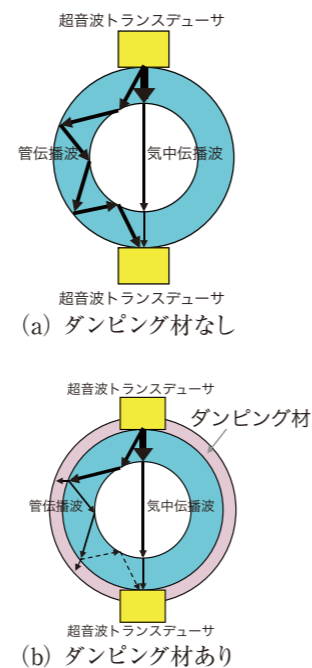 超音波トランスデューサ
管伝播波
気中伝播波
超音波トランスデューサ
(a) ダンピング材なし
超音波トランスデューサ
ダンピング材
管伝播波
気中伝播波
超音波トランスデューサ
(b) ダンピング材あり